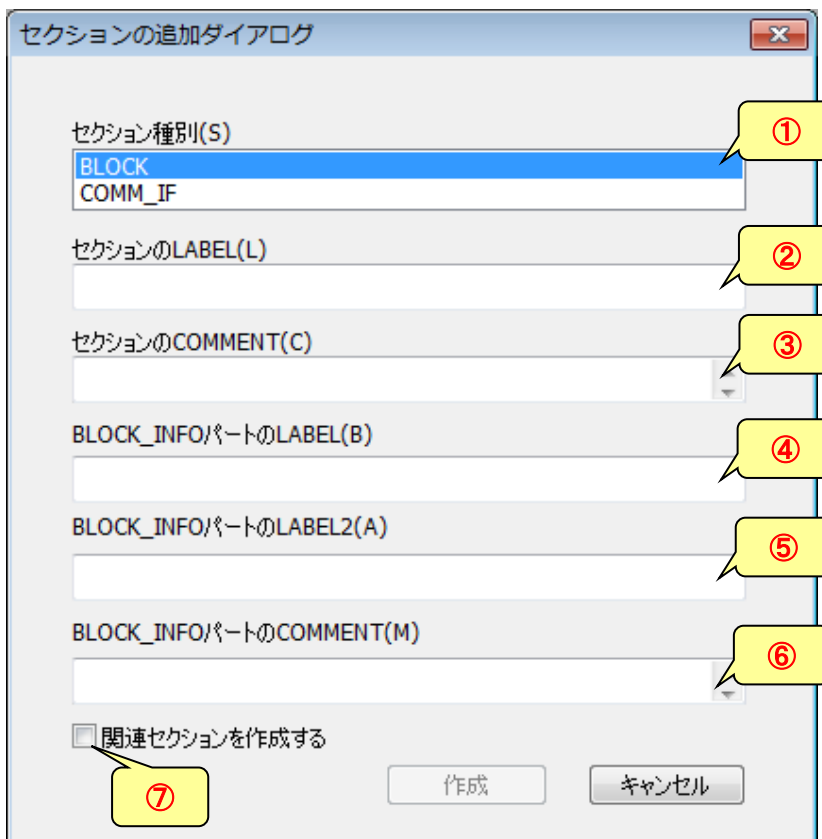 セクションの追加ダイアログ
セクション種別(S)
①
BLOCK
COMM_IF
セクションのLABEL(L)
②
セクションのCOMMENT(C)
③
BLOCK_INFOパートのLABEL(B)
④
BLOCK_INFOパートのLABEL2(A)
⑤
BLOCK_INFOパートのCOMMENT(M)
⑥
関連セクションを作成する
⑦
作成 キャンセル